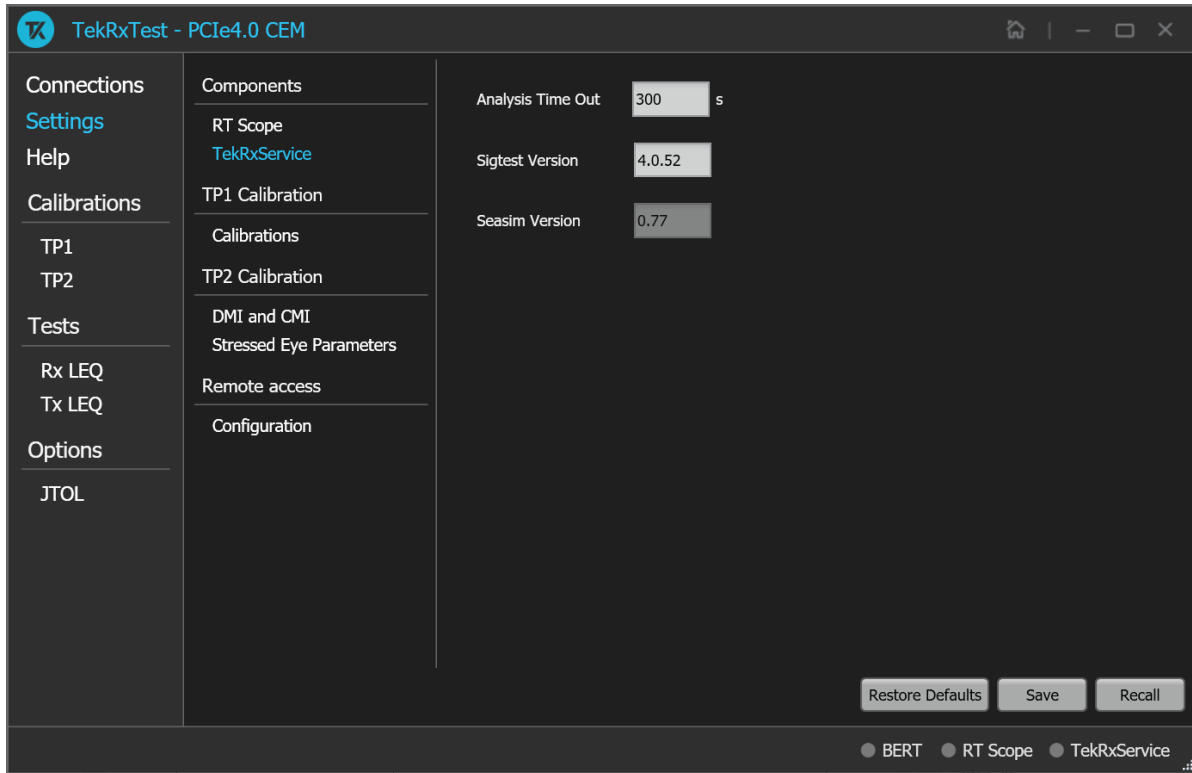 TekRxTest - PCIe4.0 CEM
Connections
Settings
Help
Calibrations
TP1
TP2
Tests
Rx LEQ
Tx LEQ
Options
JTOL
Components
RT Scope
TekRxService
TP1 Calibration
Calibrations
TP2 Calibration
DMI and CMI
Stressed Eye Parameters
Remote access
Configuration
Analysis Time Out 300 s
Sigtest Version 4.0.52
Seasim Version 0.77
Restore Defaults Save Recall
BERT RT Scope TekRxService